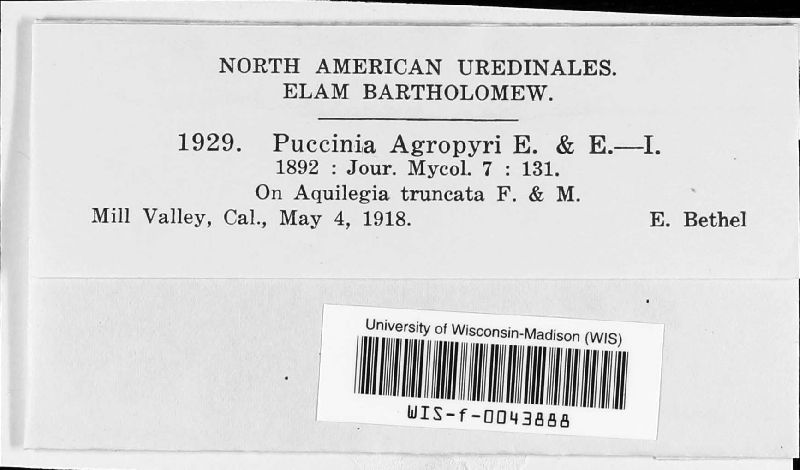 NORTH AMERICAN UREDINALES.
ELAM BARTHOLOMEW.
1929. Puccinia Agropyri E. & E.—I.
1892 : Jour. Mycol. 7 : 131.
On Aquilegia truncata F. & M.
Mill Valley, Cal., May 4, 1918. E. Bethel
University of Wisconsin-Madison (WIS)
WIS-f-0043888